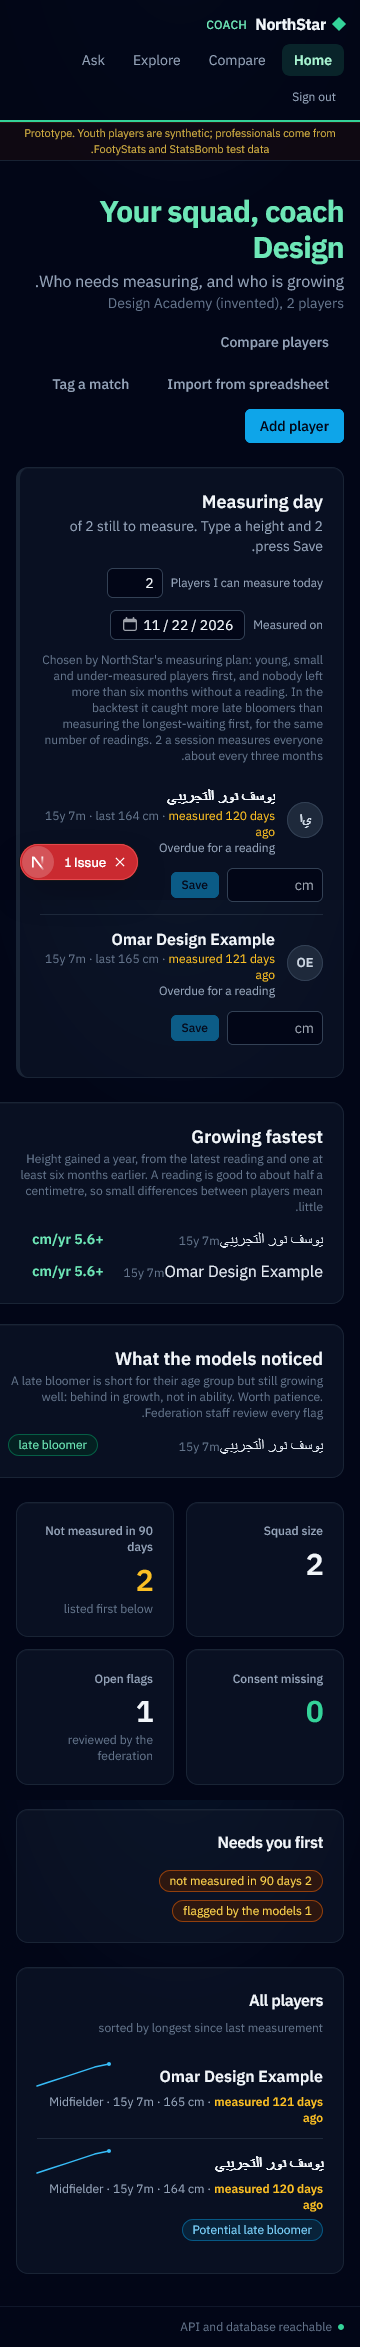 NorthStar COACH
Home Compare Explore Ask
Sign out
Prototype. Youth players are synthetic; professionals come from
.FootyStats and StatsBomb test data
Your squad, coach
Design
.Who needs measuring, and who is growing
Design Academy (invented), 2 players
Compare players
Import from spreadsheet Tag a match
Add player
Measuring day
of 2 still to measure. Type a height and 2
.press Save
Players I can measure today 2
Measured on 11 / 22 / 2026
Chosen by NorthStar's measuring plan: young, small
and under-measured players first, and nobody left
more than six months without a reading. In the
backtest it caught more late bloomers than
measuring the longest-waiting first, for the same
number of readings. 2 a session measures everyone
.about every three months
يوسف نور التجريبي
15y 7m · last 164 cm · measured 120 days
ago
Overdue for a reading
Save cm
N 1 Issue ×
Omar Design Example
OE
15y 7m · last 165 cm · measured 121 days
ago
Overdue for a reading
Save cm
Growing fastest
Height gained a year, from the latest reading and one at
least six months earlier. A reading is good to about half a
centimetre, so small differences between players mean
.little
يوسف نور التجريبي 15y 7m cm/yr 5.6+
Omar Design Example 15y 7m cm/yr 5.6+
What the models noticed
A late bloomer is short for their age group but still growing
well: behind in growth, not in ability. Worth patience.
.Federation staff review every flag
يوسف نور التجريبي 15y 7m late bloomer
Squad size
2
Not measured in 90
days
2
listed first below
Consent missing
0
Open flags
1
reviewed by the
federation
Needs you first
not measured in 90 days 2
flagged by the models 1
All players
sorted by longest since last measurement
Omar Design Example
Midfielder · 15y 7m · 165 cm · measured 121 days
ago
يوسف نور التجريبي
Midfielder · 15y 7m · 164 cm · measured 120 days
ago
Potential late bloomer
API and database reachable